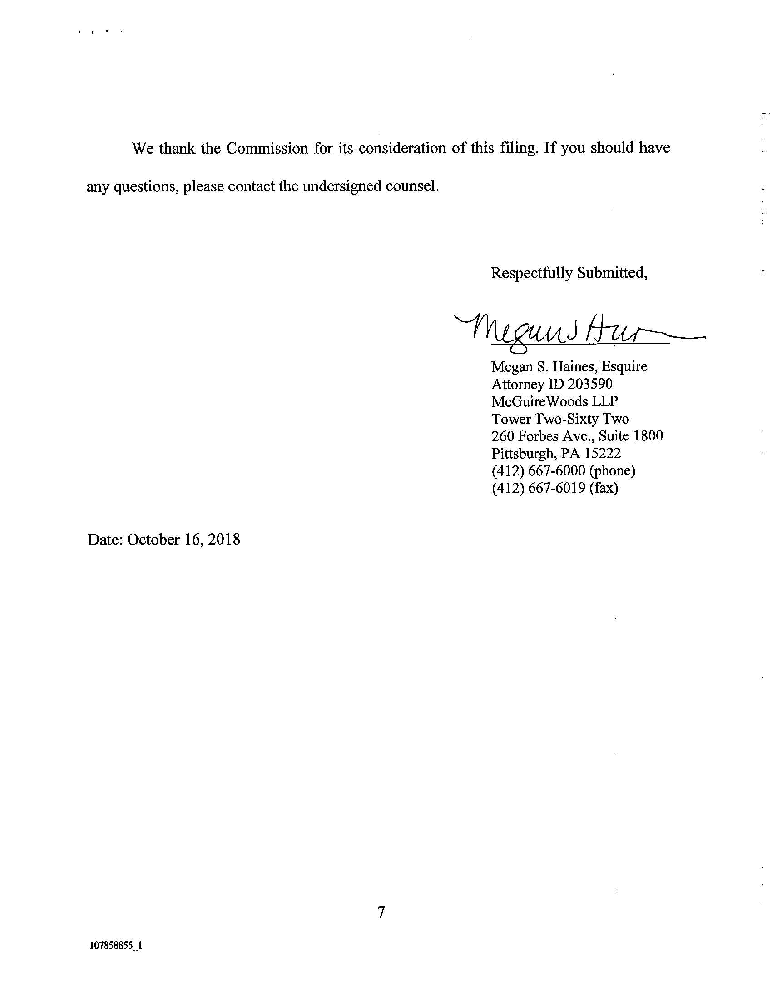 We thank the Commission for its consideration of this filing. If you should have
any questions, please contact the undersigned counsel.
Respectfully Submitted,
Megan S Hai
Megan S. Haines, Esquire
Attorney ID 203590
McGuireWoods LLP
Tower Two-Sixty Two
260 Forbes Ave., Suite 1800
Pittsburgh, PA 15222
(412) 667-6000 (phone)
(412) 667-6019 (fax)
Date: October 16, 2018
7
107858855_1